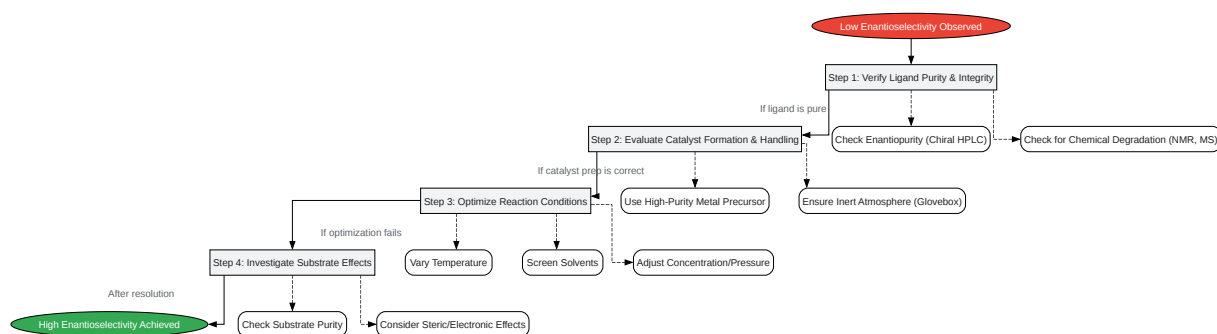 Low Enantioselectivity Observed
Step 1: Verify Ligand Purity & Integrity
If ligand is pure
Step 2: Evaluate Catalyst Formation & Handling
Check Enantiopurity (Chiral HPLC)
Check for Chemical Degradation (NMR, MS)
If catalyst prep is correct
Step 3: Optimize Reaction Conditions
Use High-Purity Metal Precursor
Ensure Inert Atmosphere (Glovebox)
If optimization fails
Step 4: Investigate Substrate Effects
Vary Temperature
Screen Solvents
Adjust Concentration/Pressure
After resolution
High Enantioselectivity Achieved
Check Substrate Purity
Consider Steric/Electronic Effects